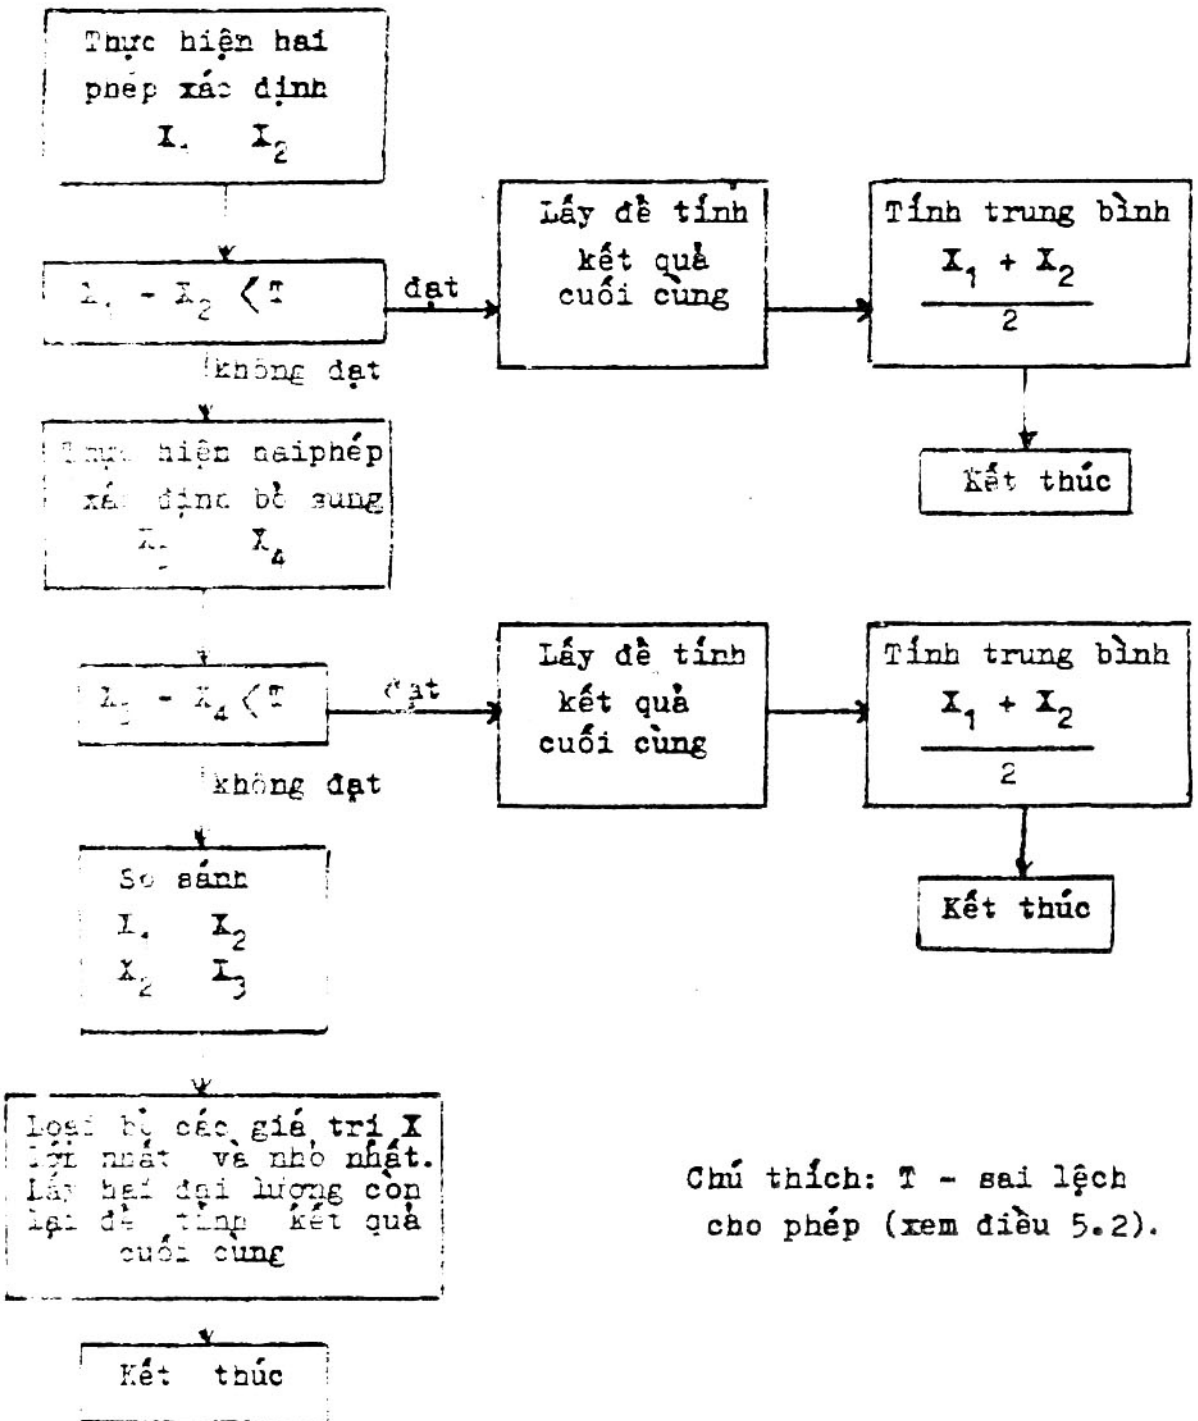 Thực hiện hai
phép xác định
X₁ X₂
X₁ - X₂ < T
đạt
Lấy để tính
kết quả
cuối cùng
Tính trung bình
X₁ + X₂
2
Kết thúc
không đạt
Thực hiện haiphép
xác định bổ sung
X₃ X₄
X₃ - X₄ < T
đạt
Lấy để tính
kết quả
cuối cùng
Tính trung bình
X₁ + X₂
2
Kết thúc
không đạt
So sánh
X₁ X₂
X₂ X₃
Loại bỏ các giá trí X
lớn nhất và nhỏ nhất.
Lấy hai đại lượng còn
lại để tính kết quả
cuối cùng
Kết thúc
Chú thích: T - sai lệch
cho phép (xem điều 5.2).